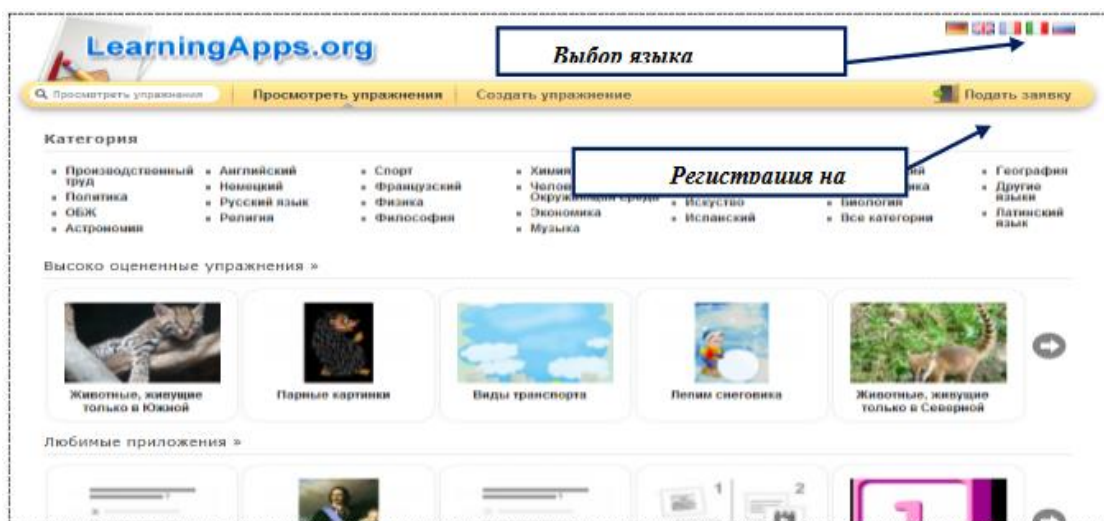 LearningApps.org
Выбор языка
Просмотреть упражнения
Просмотреть упражнения
Создать упражнение
Подать заявку
Категория
Регистрация на
Производственный труд
Политика
ОБЖ
Астрономия
Английский
Немецкий
Русский язык
Религия
Спорт
Французский
Физика
Философия
Химия
Экономика
Музыка
Искуство
Испанский
Биология
Все категории
География
Другие языки
Латинский язык
Высоко оцененные упражнения »
Животные, живущие
только в Южной
Парные картинки
Виды транспорта
Лепим снеговика
Животные, живущие
только в Северной
Любимые приложения »
1
2